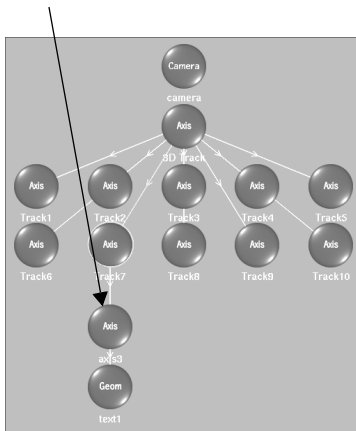 Camera
camera
Axis
3D Track
Axis Axis Axis Axis Axis
Track1 Track2 Track3 Track4 Track5
Axis Axis Axis Axis Axis
Track6 Track7 Track8 Track9 Track10
Axis
axis3
Geom
text1